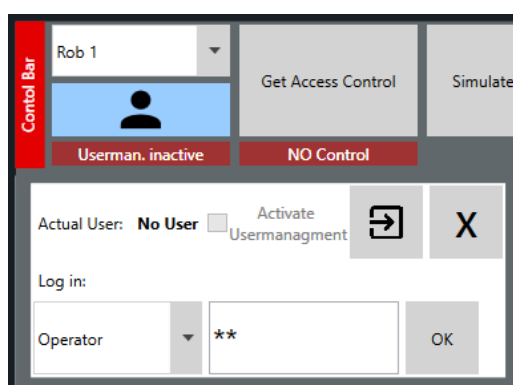 Contol Bar
Rob 1
Get Access Control
Simulate
Userman. inactive
NO Control
Actual User: No User
Activate
Usermanagment
X
Log in:
Operator
**
OK